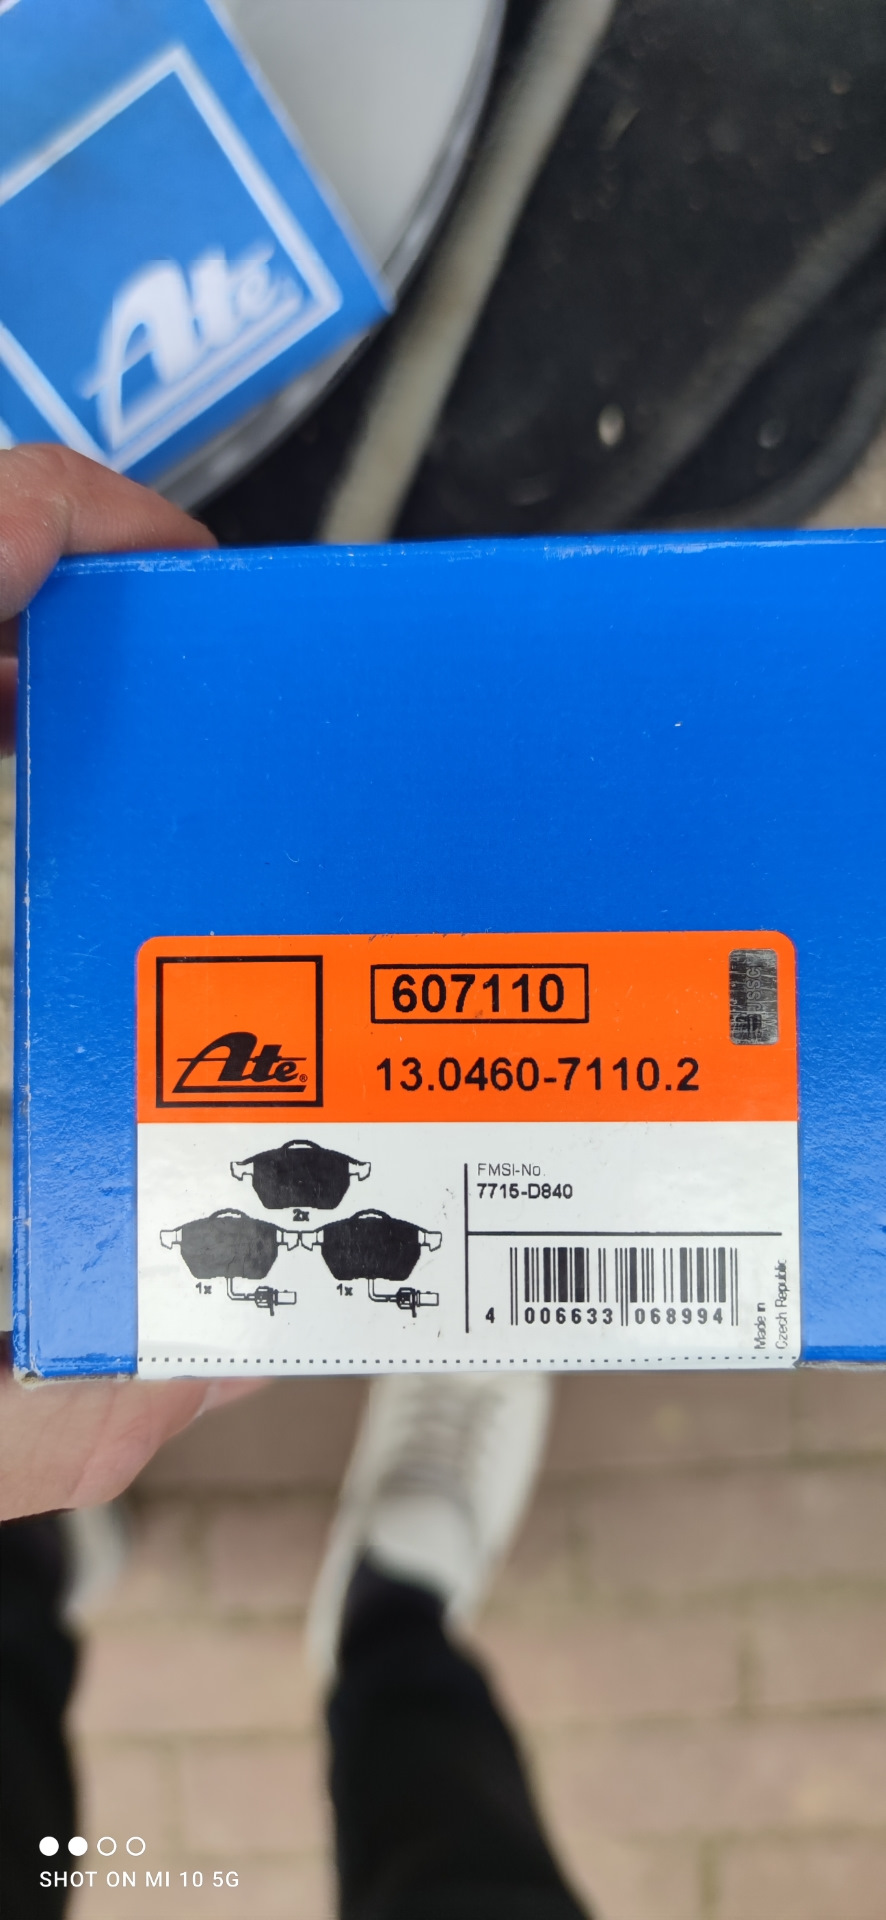 Ate
Ate®
607110
13.0460-7110.2
2x
1x
1x
FMSI-No.
7715-D840
4 006633 068994
Made in
Czech Republic
SHOT ON MI 10 5G